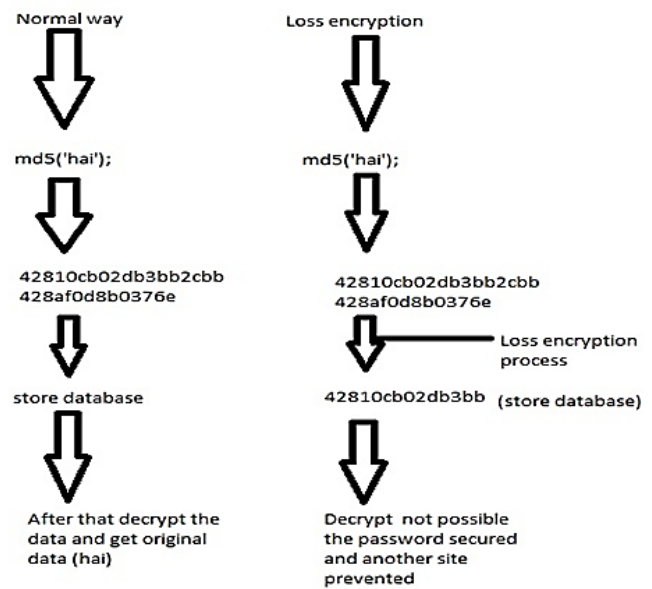 Normal way
md5('hai');
42810cb02db3bb2cbb
428af0d8b0376e
store database
After that decrypt the
data and get original
data (hai)
Loss encryption
md5('hai');
42810cb02db3bb2cbb
428af0d8b0376e
Loss encryption
process
42810cb02db3bb (store database)
Decrypt not possible
the password secured
and another site
prevented